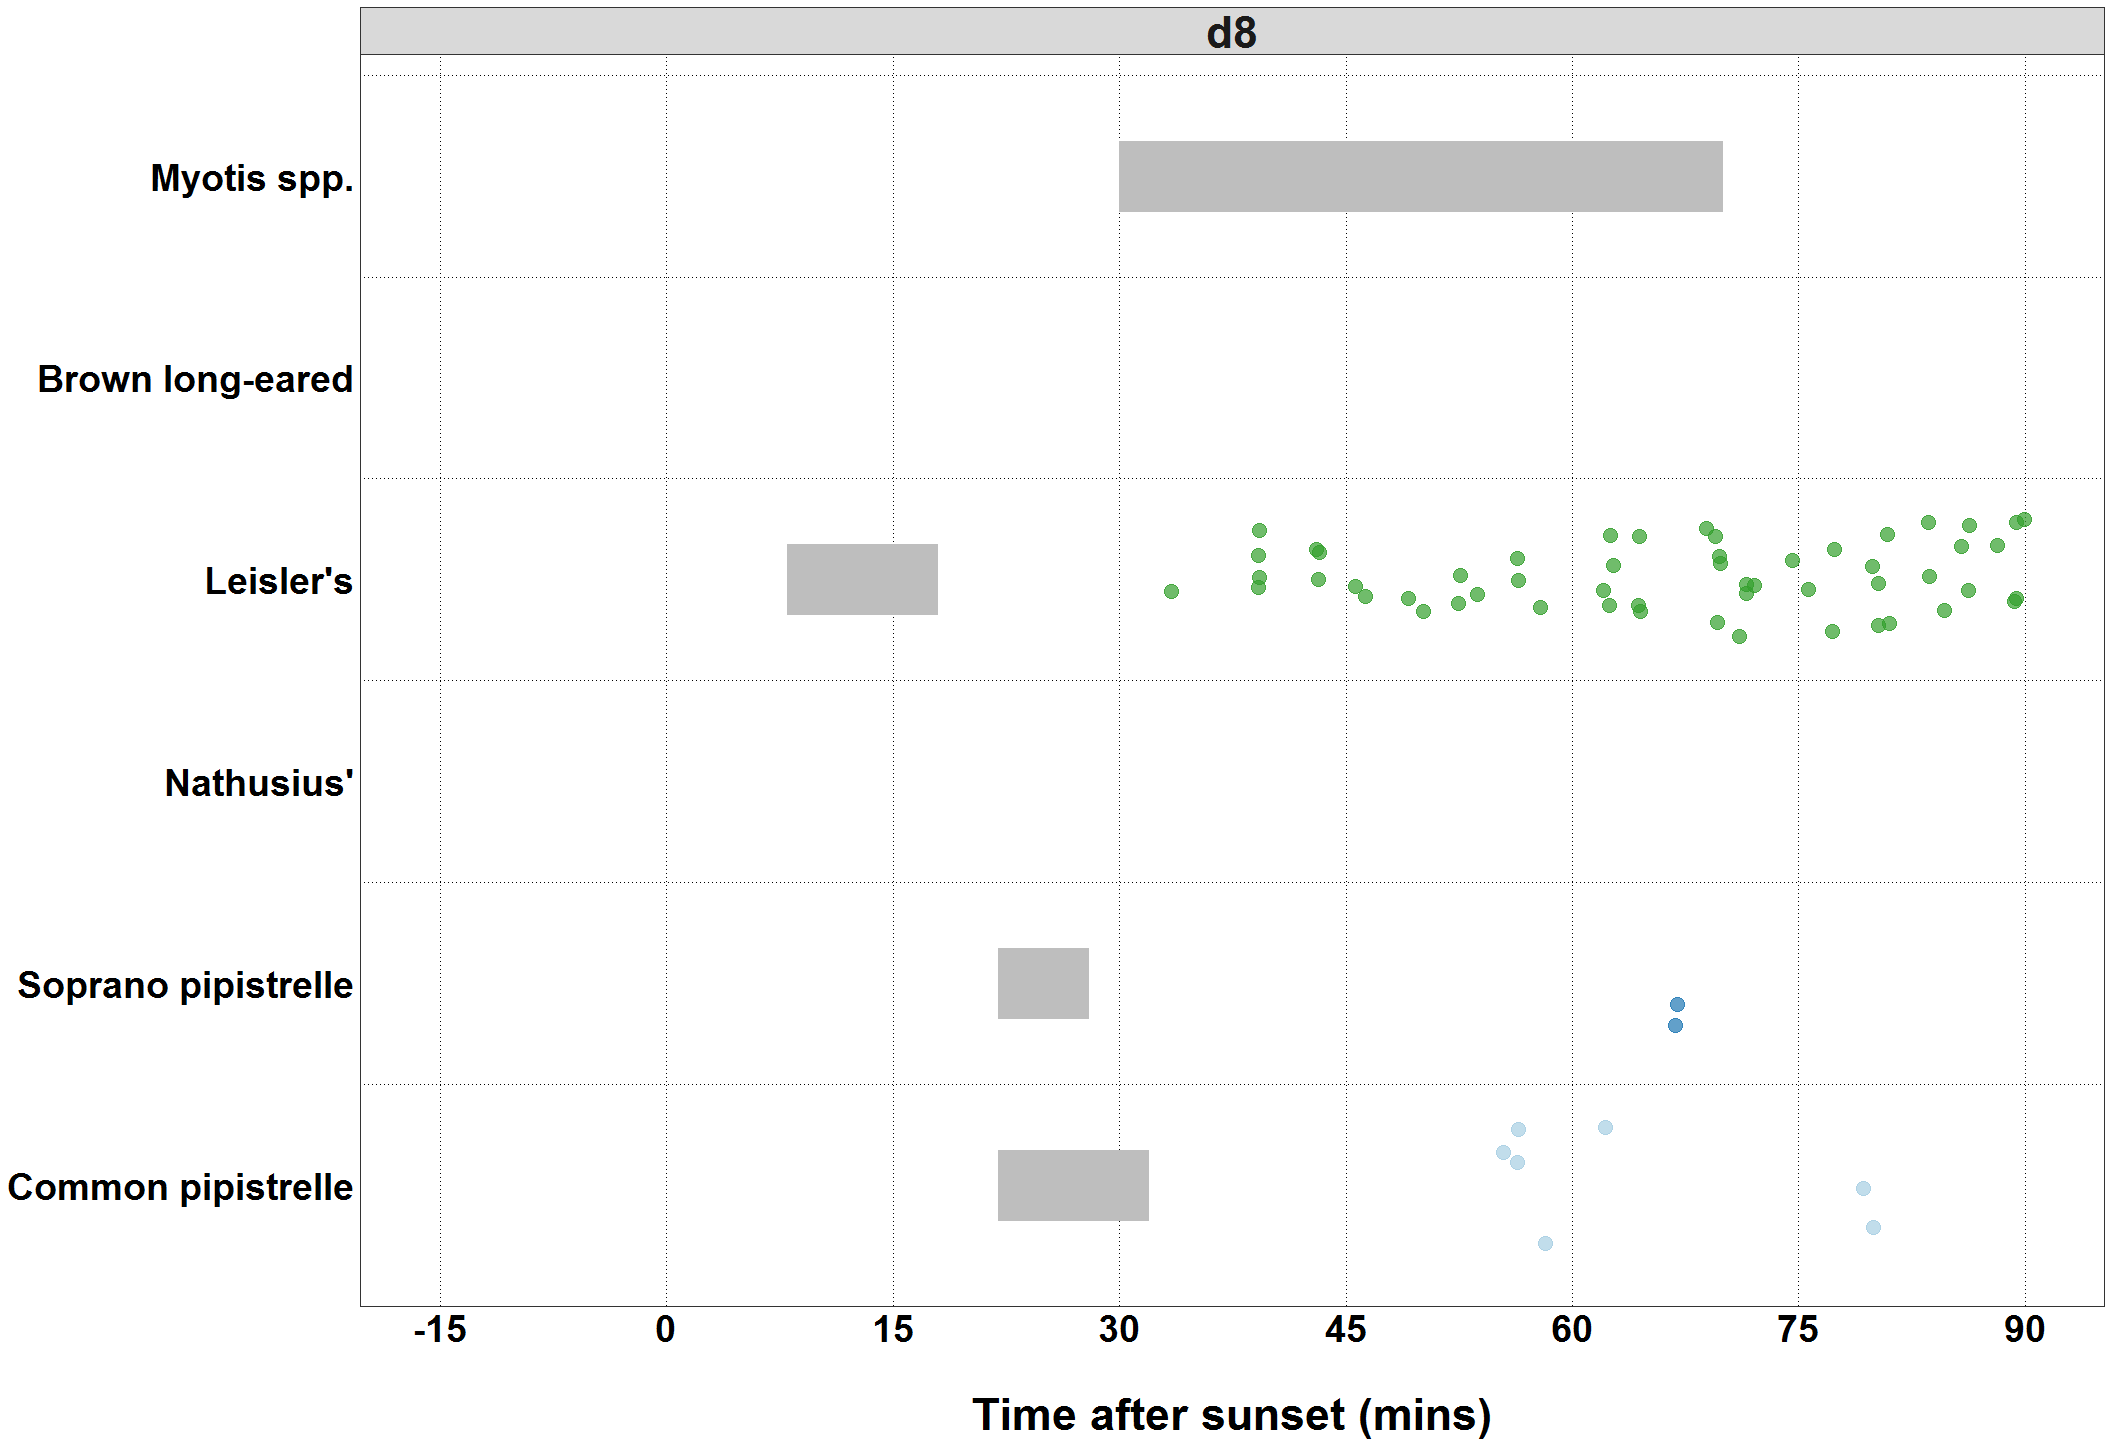 d8
Myotis spp.
Brown long-eared
Leisler's
Nathusius'
Soprano pipistrelle
Common pipistrelle
-15 0 15 30 45 60 75 90
Time after sunset (mins)